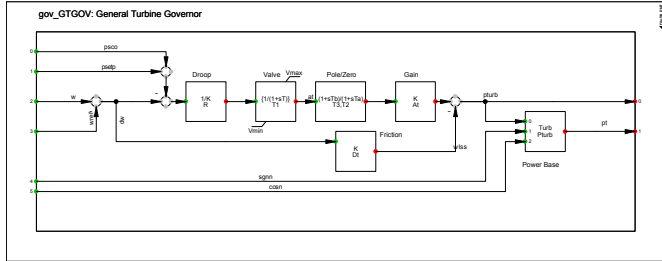 gov_GTGOV: General Turbine Governor
0
psco
1
psetp
Droop
Valve
Vmax
Pole/Zero
Gain
2
w
-
1/K
R
{1/(1+sT)}
T1
at
(1+sTb)/(1+sTa)
T3,T2
K
At
-
pturb
0
dw
Vmin
3
Friction
K
Dt
wlss
0
1
2
Turb
Pturb
pt
1
Power Base
4
sgnn
5
cosn